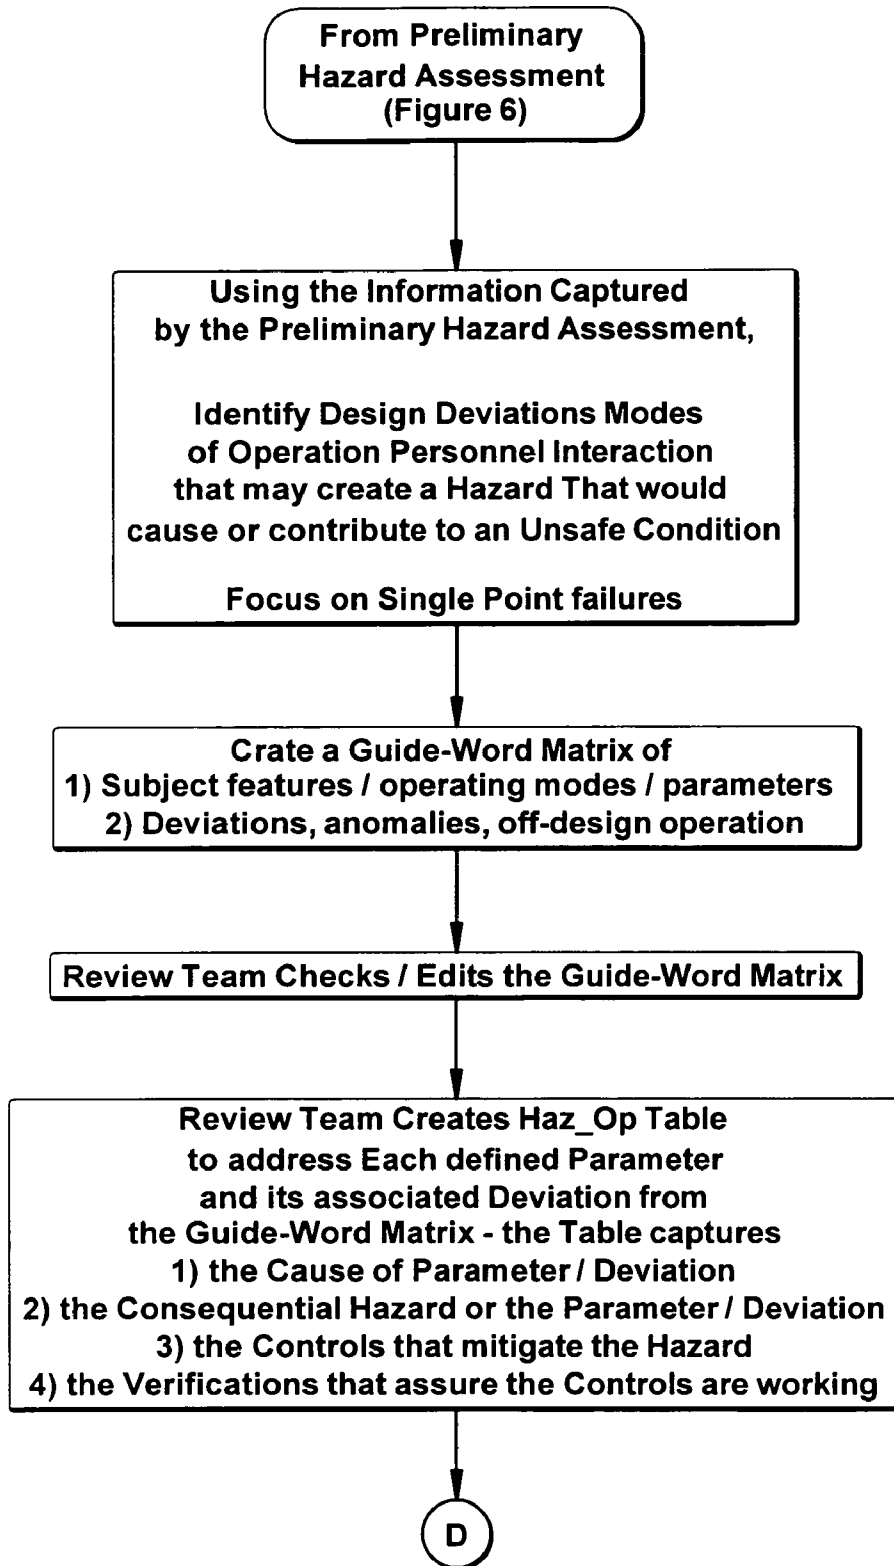 From Preliminary
Hazard Assessment
(Figure 6)
Using the Information Captured
by the Preliminary Hazard Assessment,
Identify Design Deviations Modes
of Operation Personnel Interaction
that may create a Hazard That would
cause or contribute to an Unsafe Condition
Focus on Single Point failures
Crate a Guide-Word Matrix of
1) Subject features / operating modes / parameters
2) Deviations, anomalies, off-design operation
Review Team Checks / Edits the Guide-Word Matrix
Review Team Creates Haz_Op Table
to address Each defined Parameter
and its associated Deviation from
the Guide-Word Matrix - the Table captures
1) the Cause of Parameter / Deviation
2) the Consequential Hazard or the Parameter / Deviation
3) the Controls that mitigate the Hazard
4) the Verifications that assure the Controls are working
D